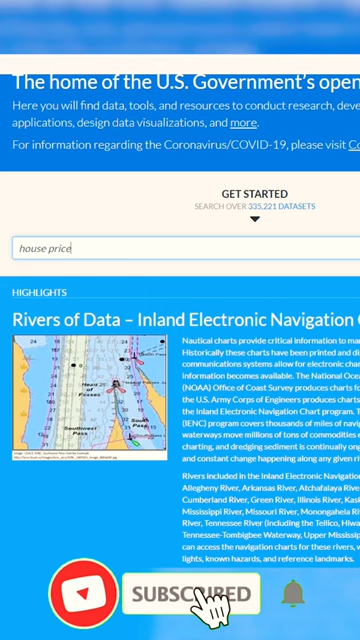 The home of the U.S. Government's open
Here you will find data, tools, and resources to conduct research, deve
applications, design data visualizations, and more.
For information regarding the Coronavirus/COVID-19, please visit Co
GET STARTED
SEARCH OVER 335,221 DATASETS
house price
HIGHLIGHTS
Rivers of Data – Inland Electronic Navigation C
Nautical charts provide critical information to mar
Historically these charts have been printed and di
communications systems allow for electronic char
information becomes available. The National Oce
(NOAA) Office of Coast Survey produces charts fo
the U.S. Army Corps of Engineers produces charts
the Inland Electronic Navigation Chart program. T
(IENC) program covers thousands of miles of navig
waterways move millions of tons of commodities e
charting, and dredging sediment is continually ong
and constant change happening along any given ri
Rivers included in the Inland Electronic Navigation
Allegheny River, Arkansas River, Atchafalaya River
Cumberland River, Green River, Illinois River, Kask
Mississippi River, Missouri River, Monongahela Riv
River, Tennessee River (including the Tellico, Hiwa
Tennessee-Tombigbee Waterway, Upper Mississi
can access the navigation charts for these rivers, w
lights, known hazards, and reference landmarks.
SUBSCRIBED